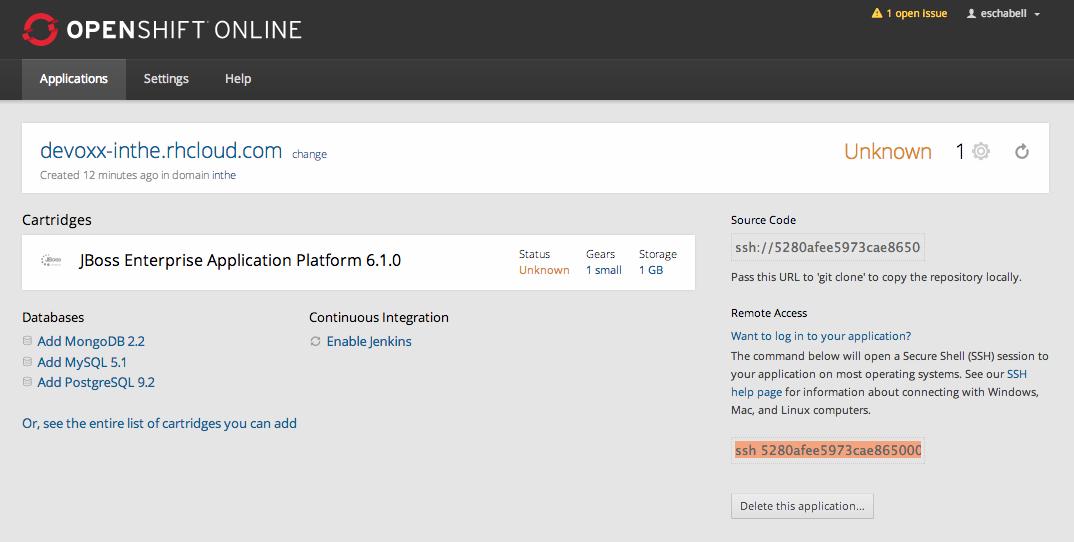 OPENSHIFT ONLINE
1 open issue
eschabell
Applications
Settings
Help
devoxx-inthe.rhcloud.com change
Unknown
1
Created 12 minutes ago in domain inthe
Cartridges
JBoss
JBoss Enterprise Application Platform 6.1.0
Status
Unknown
Gears
1 small
Storage
1 GB
Databases
Add MongoDB 2.2
Add MySQL 5.1
Add PostgreSQL 9.2
Continuous Integration
Enable Jenkins
Or, see the entire list of cartridges you can add
Source Code
ssh://5280afee5973cae8650
Pass this URL to 'git clone' to copy the repository locally.
Remote Access
Want to log in to your application?
The command below will open a Secure Shell (SSH) session to
your application on most operating systems. See our SSH
help page for information about connecting with Windows,
Mac, and Linux computers.
ssh 5280afee5973cae865000
Delete this application...